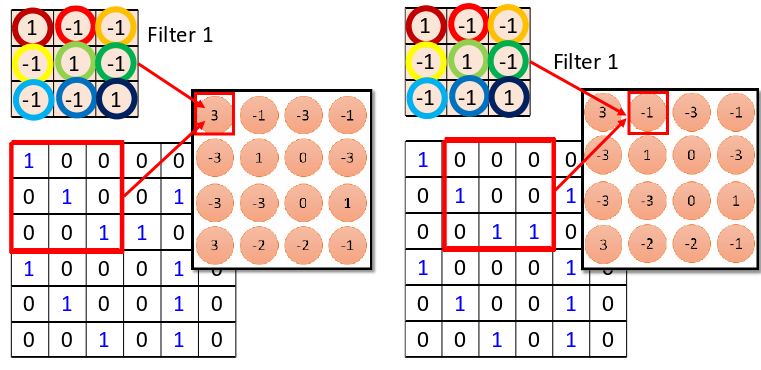 1 -1 -1
-1 1 -1
-1 -1 1
Filter 1
3 -1 -3 -1
-3 1 0 -3
-3 -3 0 1
3 -2 -2 -1
1 0 0 0 0
0 1 0 0 1
0 0 1 1 0
1 0 0 0 1 0
0 1 0 0 1 0
0 0 1 0 1 0
1 -1 -1
-1 1 -1
-1 -1 1
Filter 1
3 -1 -3 -1
-3 1 0 -3
-3 -3 0 1
3 -2 -2 -1
1 0 0 0 0
0 1 0 0 1
0 0 1 1 0
1 0 0 0 1 0
0 1 0 0 1 0
0 0 1 0 1 0